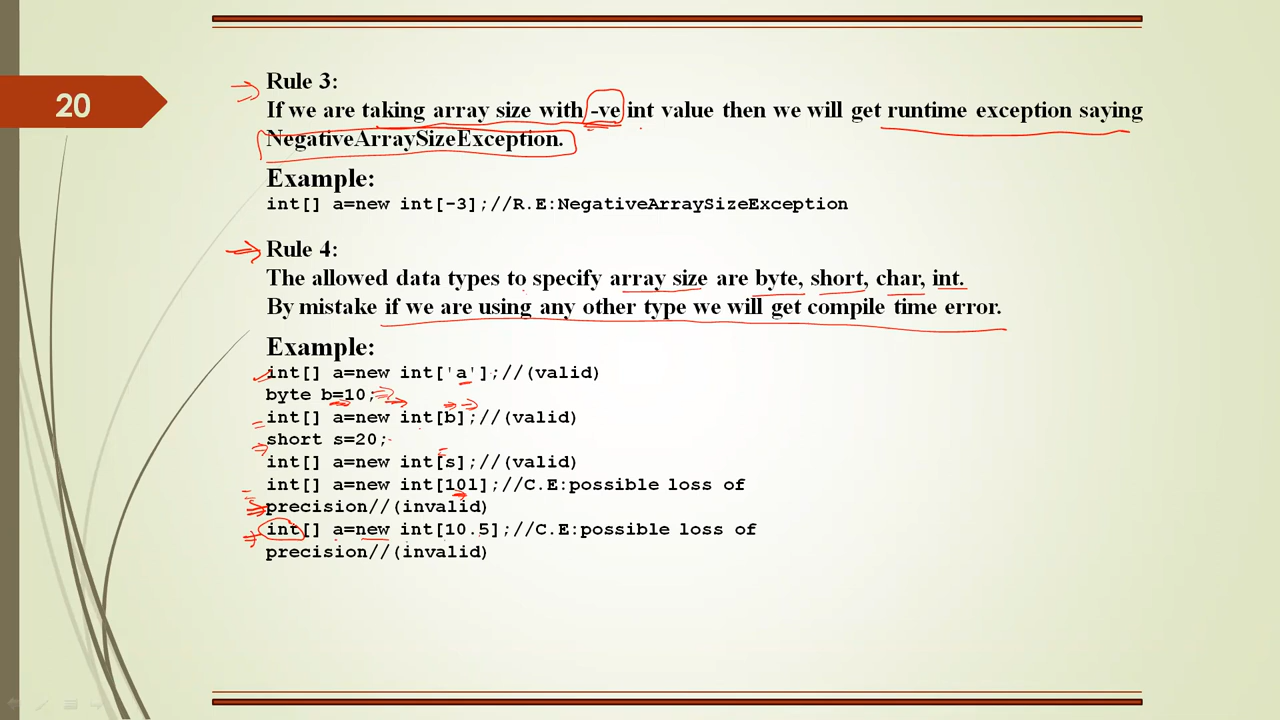 20
Rule 3:
If we are taking array size with -ve int value then we will get runtime exception saying
NegativeArraySizeException.
Example:
int[] a=new int[-3];//R.E:NegativeArraySizeException
Rule 4:
The allowed data types to specify array size are byte, short, char, int.
By mistake if we are using any other type we will get compile time error.
Example:
int[] a=new int['a'];//(valid)
byte b=10;
int[] a=new int[b];//(valid)
short s=20;
int[] a=new int[s];//(valid)
int[] a=new int[10l];//C.E:possible loss of
precision//(invalid)
int[] a=new int[10.5];//C.E:possible loss of
precision//(invalid)